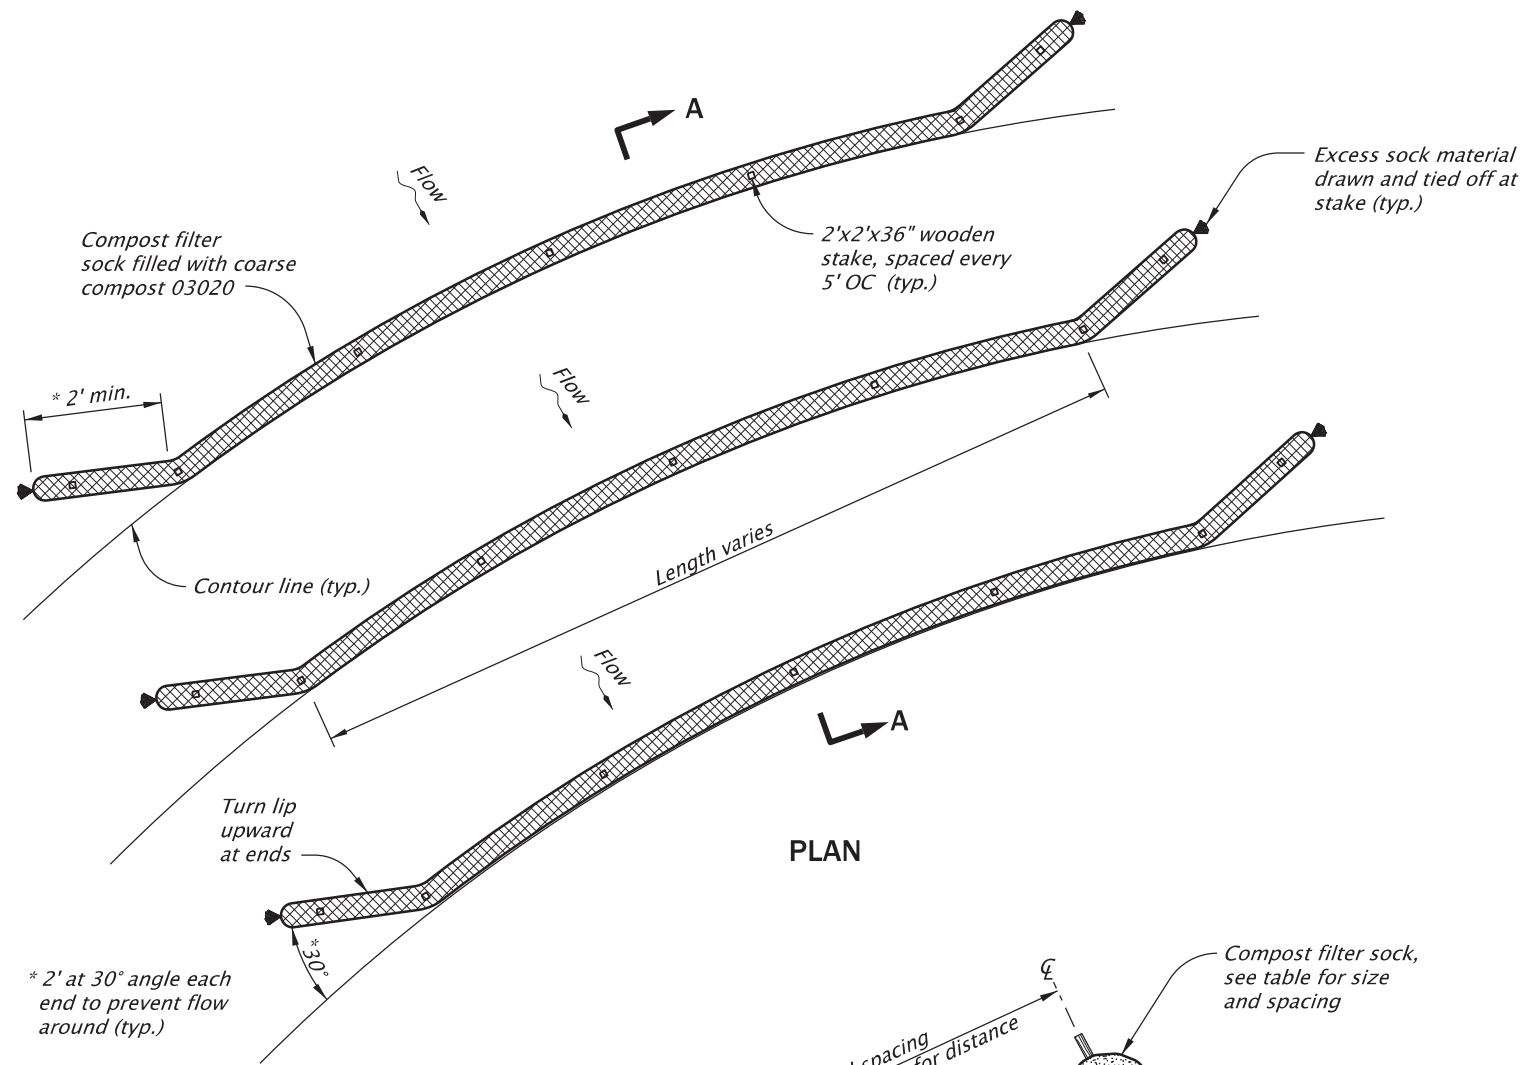 A
Flow
Excess sock material
drawn and tied off at
stake (typ.)
Compost filter
sock filled with coarse
compost 03020
2'x2'x36" wooden
stake, spaced every
5' OC (typ.)
* 2' min.
Flow
Contour line (typ.)
Length varies
Flow
A
Turn lip
upward
at ends
PLAN
*30°
* 2' at 30° angle each
end to prevent flow
around (typ.)
℄
Compost filter sock,
see table for size
and spacing
spacing
for distance